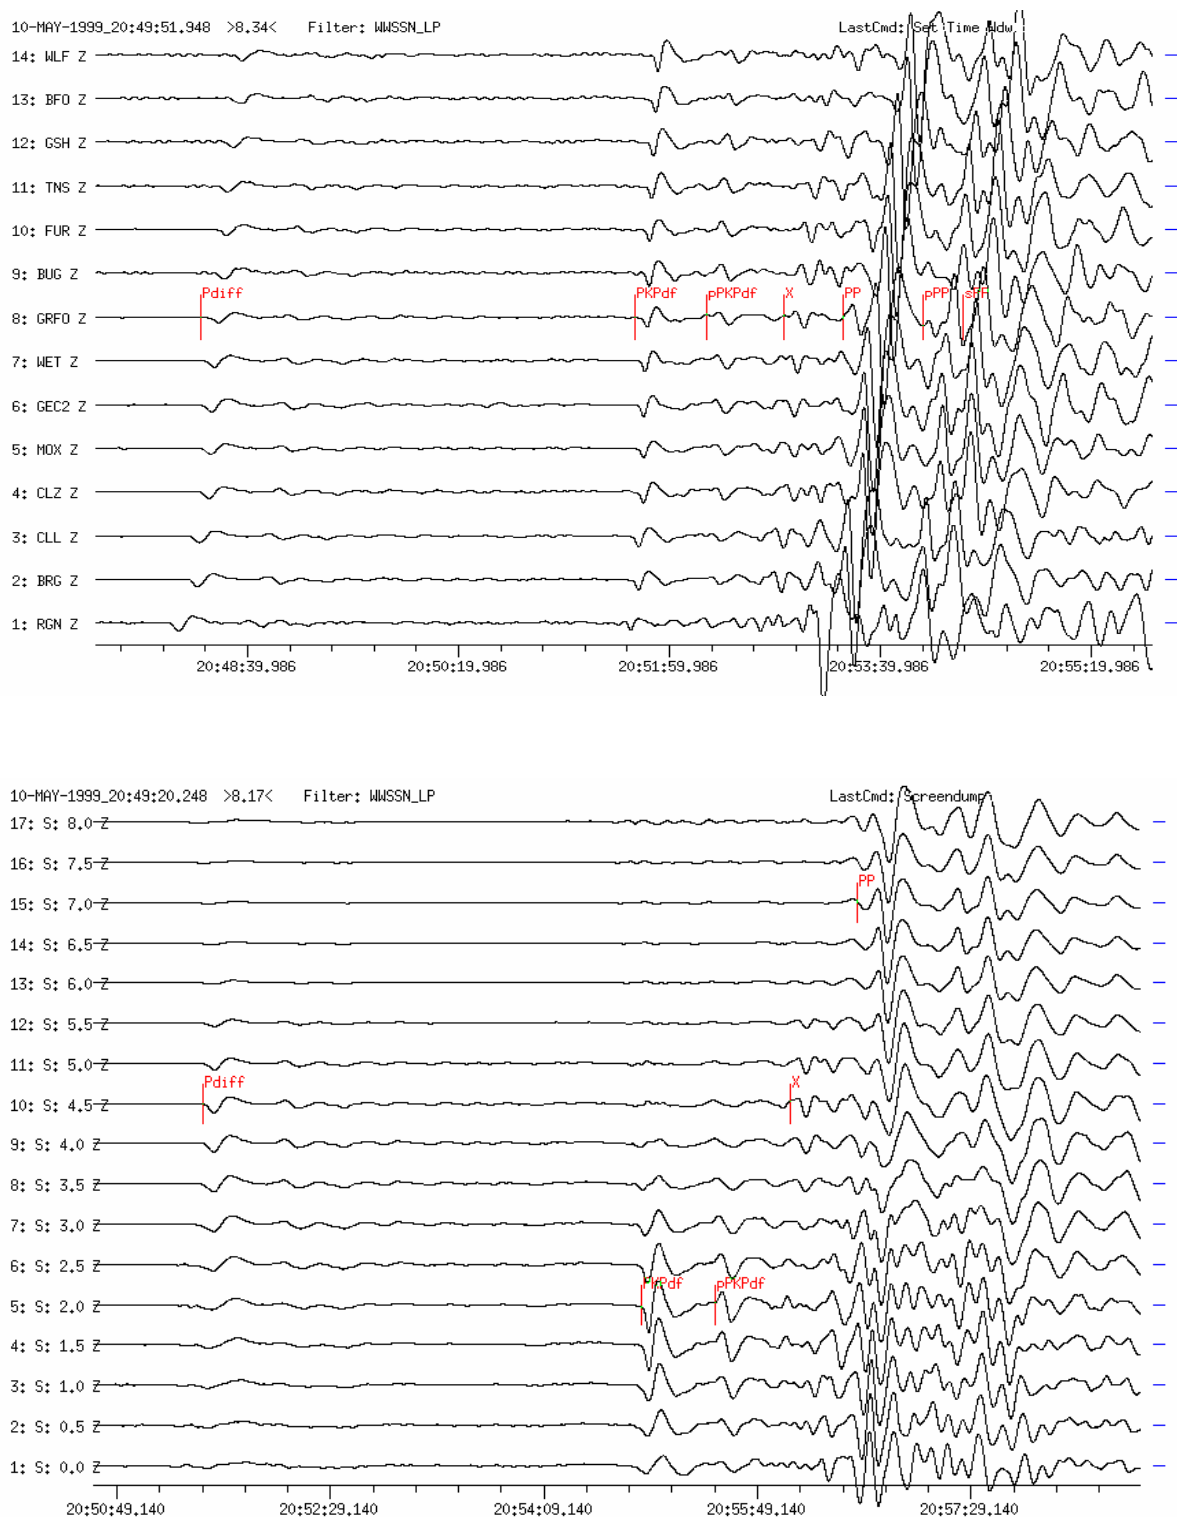 10-MAY-1999_20:49:51.948 >8.34< Filter: WWSSN_LP LastCmd: Set Time Wdw
14: WLF Z
13: BFO Z
12: GSH Z
11: TNS Z
10: FUR Z
9: BUG Z
Pdiff PKPdf pPKPdf X PP pPP sPP
8: GRFO Z
7: WET Z
6: GEC2 Z
5: MOX Z
4: CLZ Z
3: CLL Z
2: BRG Z
1: RGN Z
20:48:39.986 20:50:19.986 20:51:59.986 20:53:39.986 20:55:19.986
10-MAY-1999_20:49:20.248 >8.17< Filter: WWSSN_LP LastCmd: Screendump
17: S: 8.0 Z
16: S: 7.5 Z
PP
15: S: 7.0 Z
14: S: 6.5 Z
13: S: 6.0 Z
12: S: 5.5 Z
11: S: 5.0 Z
Pdiff X
10: S: 4.5 Z
9: S: 4.0 Z
8: S: 3.5 Z
7: S: 3.0 Z
6: S: 2.5 Z
PKPdf pPKPdf
5: S: 2.0 Z
4: S: 1.5 Z
3: S: 1.0 Z
2: S: 0.5 Z
1: S: 0.0 Z
20:50:49.140 20:52:29.140 20:54:09.140 20:55:49.140 20:57:29.140